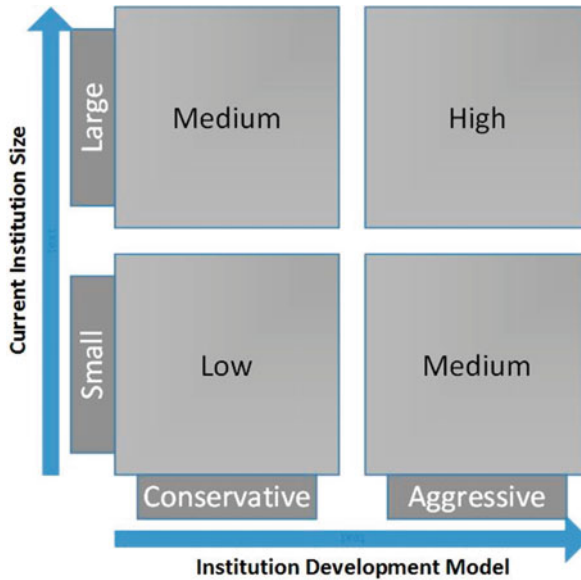 Current Institution Size
Large
Medium
High
Small
Low
Medium
Conservative
Aggressive
Institution Development Model